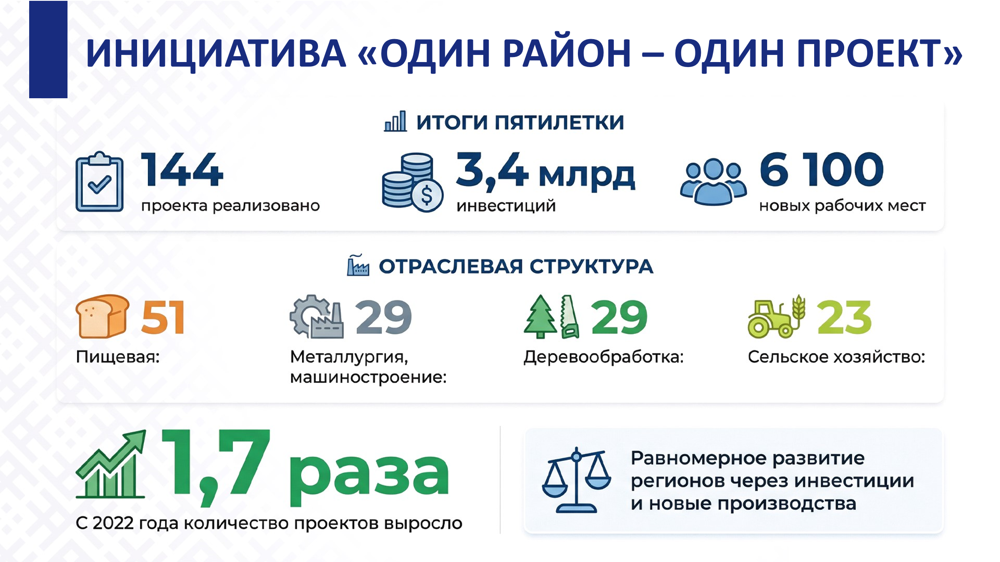 ИНИЦИАТИВА «ОДИН РАЙОН – ОДИН ПРОЕКТ»
ИТОГИ ПЯТИЛЕТКИ
144
проекта реализовано
3,4 млрд
инвестиций
6 100
новых рабочих мест
ОТРАСЛЕВАЯ СТРУКТУРА
51
Пищевая:
29
Металлургия,
машиностроение:
29
Деревообработка:
23
Сельское хозяйство:
1,7 раза
С 2022 года количество проектов выросло
$
Равномерное развитие
регионов через инвестиции
и новые производства